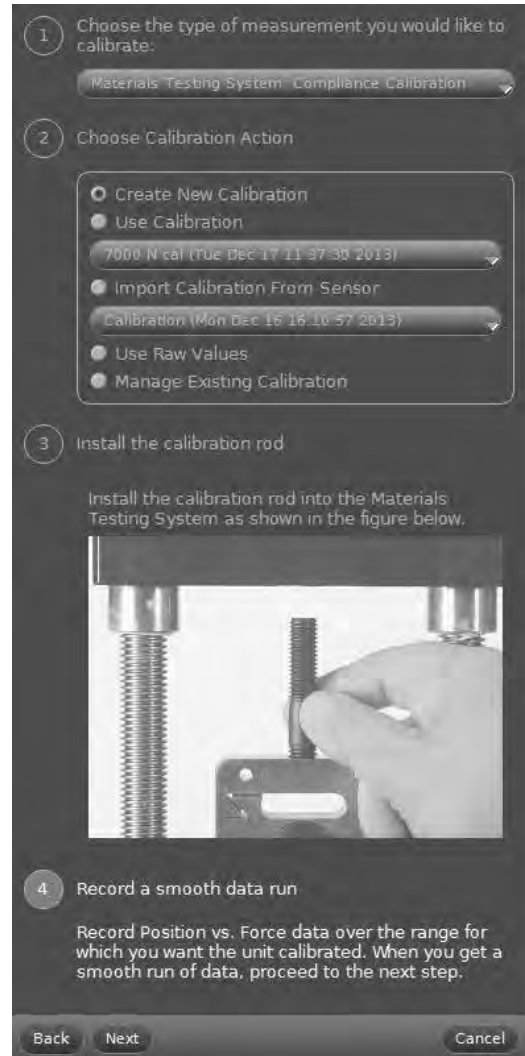 1
Choose the type of measurement you would like to
calibrate:
Materials Testing System Compliance Calibration
2
Choose Calibration Action
Create New Calibration
Use Calibration
7000 N cal (Tue Dec 17 11:37:30 2013)
Import Calibration From Sensor
Calibration (Mon Dec 16 16:10:57 2013)
Use Raw Values
Manage Existing Calibration
3
Install the calibration rod
Install the calibration rod into the Materials
Testing System as shown in the figure below.
4
Record a smooth data run
Record Position vs. Force data over the range for
which you want the unit calibrated. When you get a
smooth run of data, proceed to the next step.
Back Next Cancel